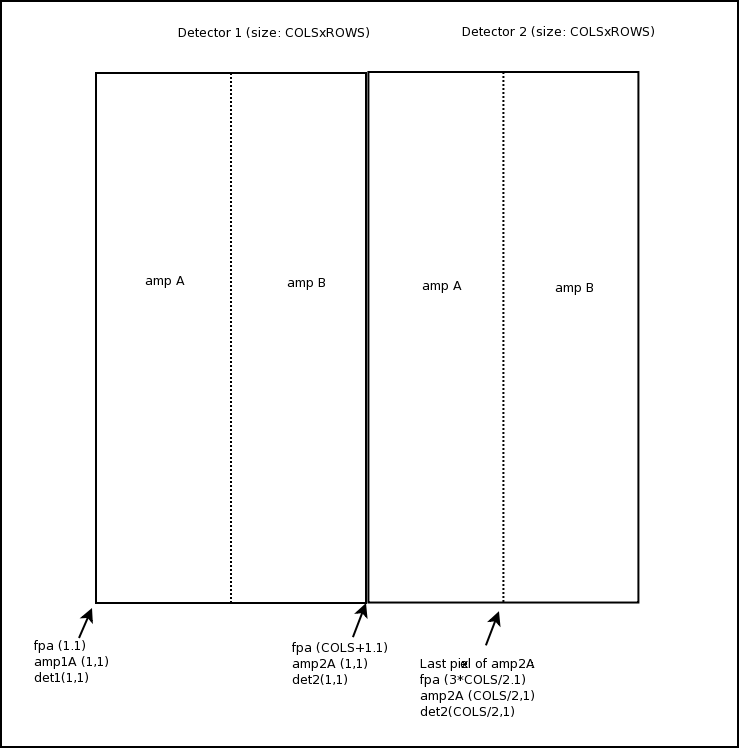 Detector 1 (size: COLSxROWS)
Detector 2 (size: COLSxROWS)
amp A
amp B
amp A
amp B
fpa (1.1)
amp1A (1,1)
det1(1,1)
fpa (COLS+1.1)
amp2A (1,1)
det2(1,1)
Last pixel of amp2A.
fpa (3*COLS/2.1)
amp2A (COLS/2,1)
det2(COLS/2,1)